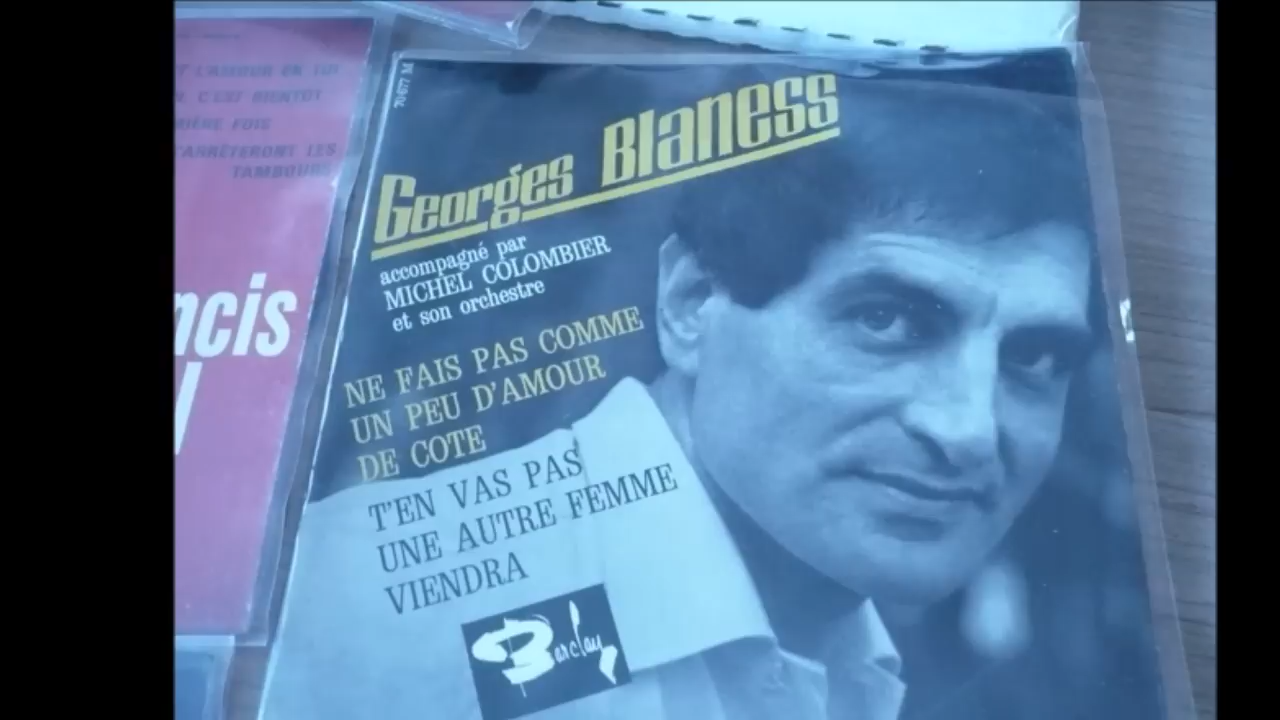 T L'AMOUR EN TOI
C'EST BIENTOT
IÈRE FOIS
ARRÊTERONT LES
TAMBOURS
ncis
70 677 M
Georges Blaness
accompagné par
MICHEL COLOMBIER
et son orchestre
NE FAIS PAS COMME
UN PEU D'AMOUR
DE COTE
T'EN VAS PAS
UNE AUTRE FEMME
VIENDRA
Barclay